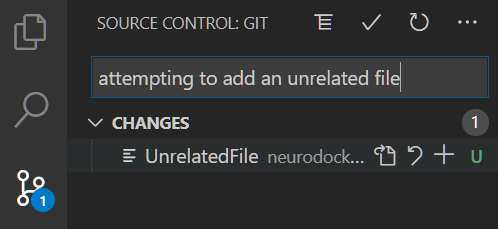 SOURCE CONTROL: GIT
attempting to add an unrelated file
CHANGES 1
UnrelatedFile neurodock... U
1